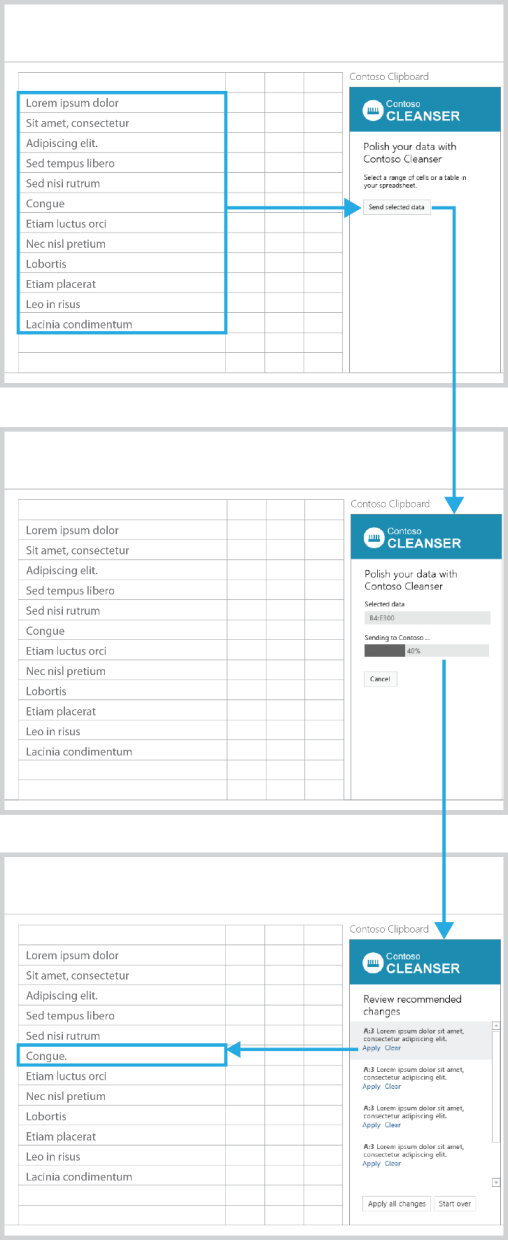 Contoso Clipboard
Lorem ipsum dolor
Sit amet, consectetur
Adipiscing elit.
Sed tempus libero
Sed nisi rutrum
Congue
Etiam luctus orci
Nec nisl pretium
Lobortis
Etiam placerat
Leo in risus
Lacinia condimentum
Contoso
CLEANSER
Polish your data with
Contoso Cleanser
Select a range of cells or a table in
your spreadsheet.
Send selected data
Contoso Clipboard
Lorem ipsum dolor
Sit amet, consectetur
Adipiscing elit.
Sed tempus libero
Sed nisi rutrum
Congue
Etiam luctus orci
Nec nisl pretium
Lobortis
Etiam placerat
Leo in risus
Lacinia condimentum
Contoso
CLEANSER
Polish your data with
Contoso Cleanser
Selected data
B4:E300
Sending to Contoso ...
40%
Cancel
Contoso Clipboard
Lorem ipsum dolor
Sit amet, consectetur
Adipiscing elit.
Sed tempus libero
Sed nisi rutrum
Congue.
Etiam luctus orci
Nec nisl pretium
Lobortis
Etiam placerat
Leo in risus
Lacinia condimentum
Contoso
CLEANSER
Review recommended
changes
A:3 Lorem ipsum dolor sit amet,
consectetur adipiscing elit.
Apply Clear
A:3 Lorem ipsum dolor sit amet,
consectetur adipiscing elit.
Apply Clear
A:3 Lorem ipsum dolor sit amet,
consectetur adipiscing elit.
Apply Clear
A:3 Lorem ipsum dolor sit amet,
consectetur adipiscing elit.
Apply Clear
Apply all changes Start over